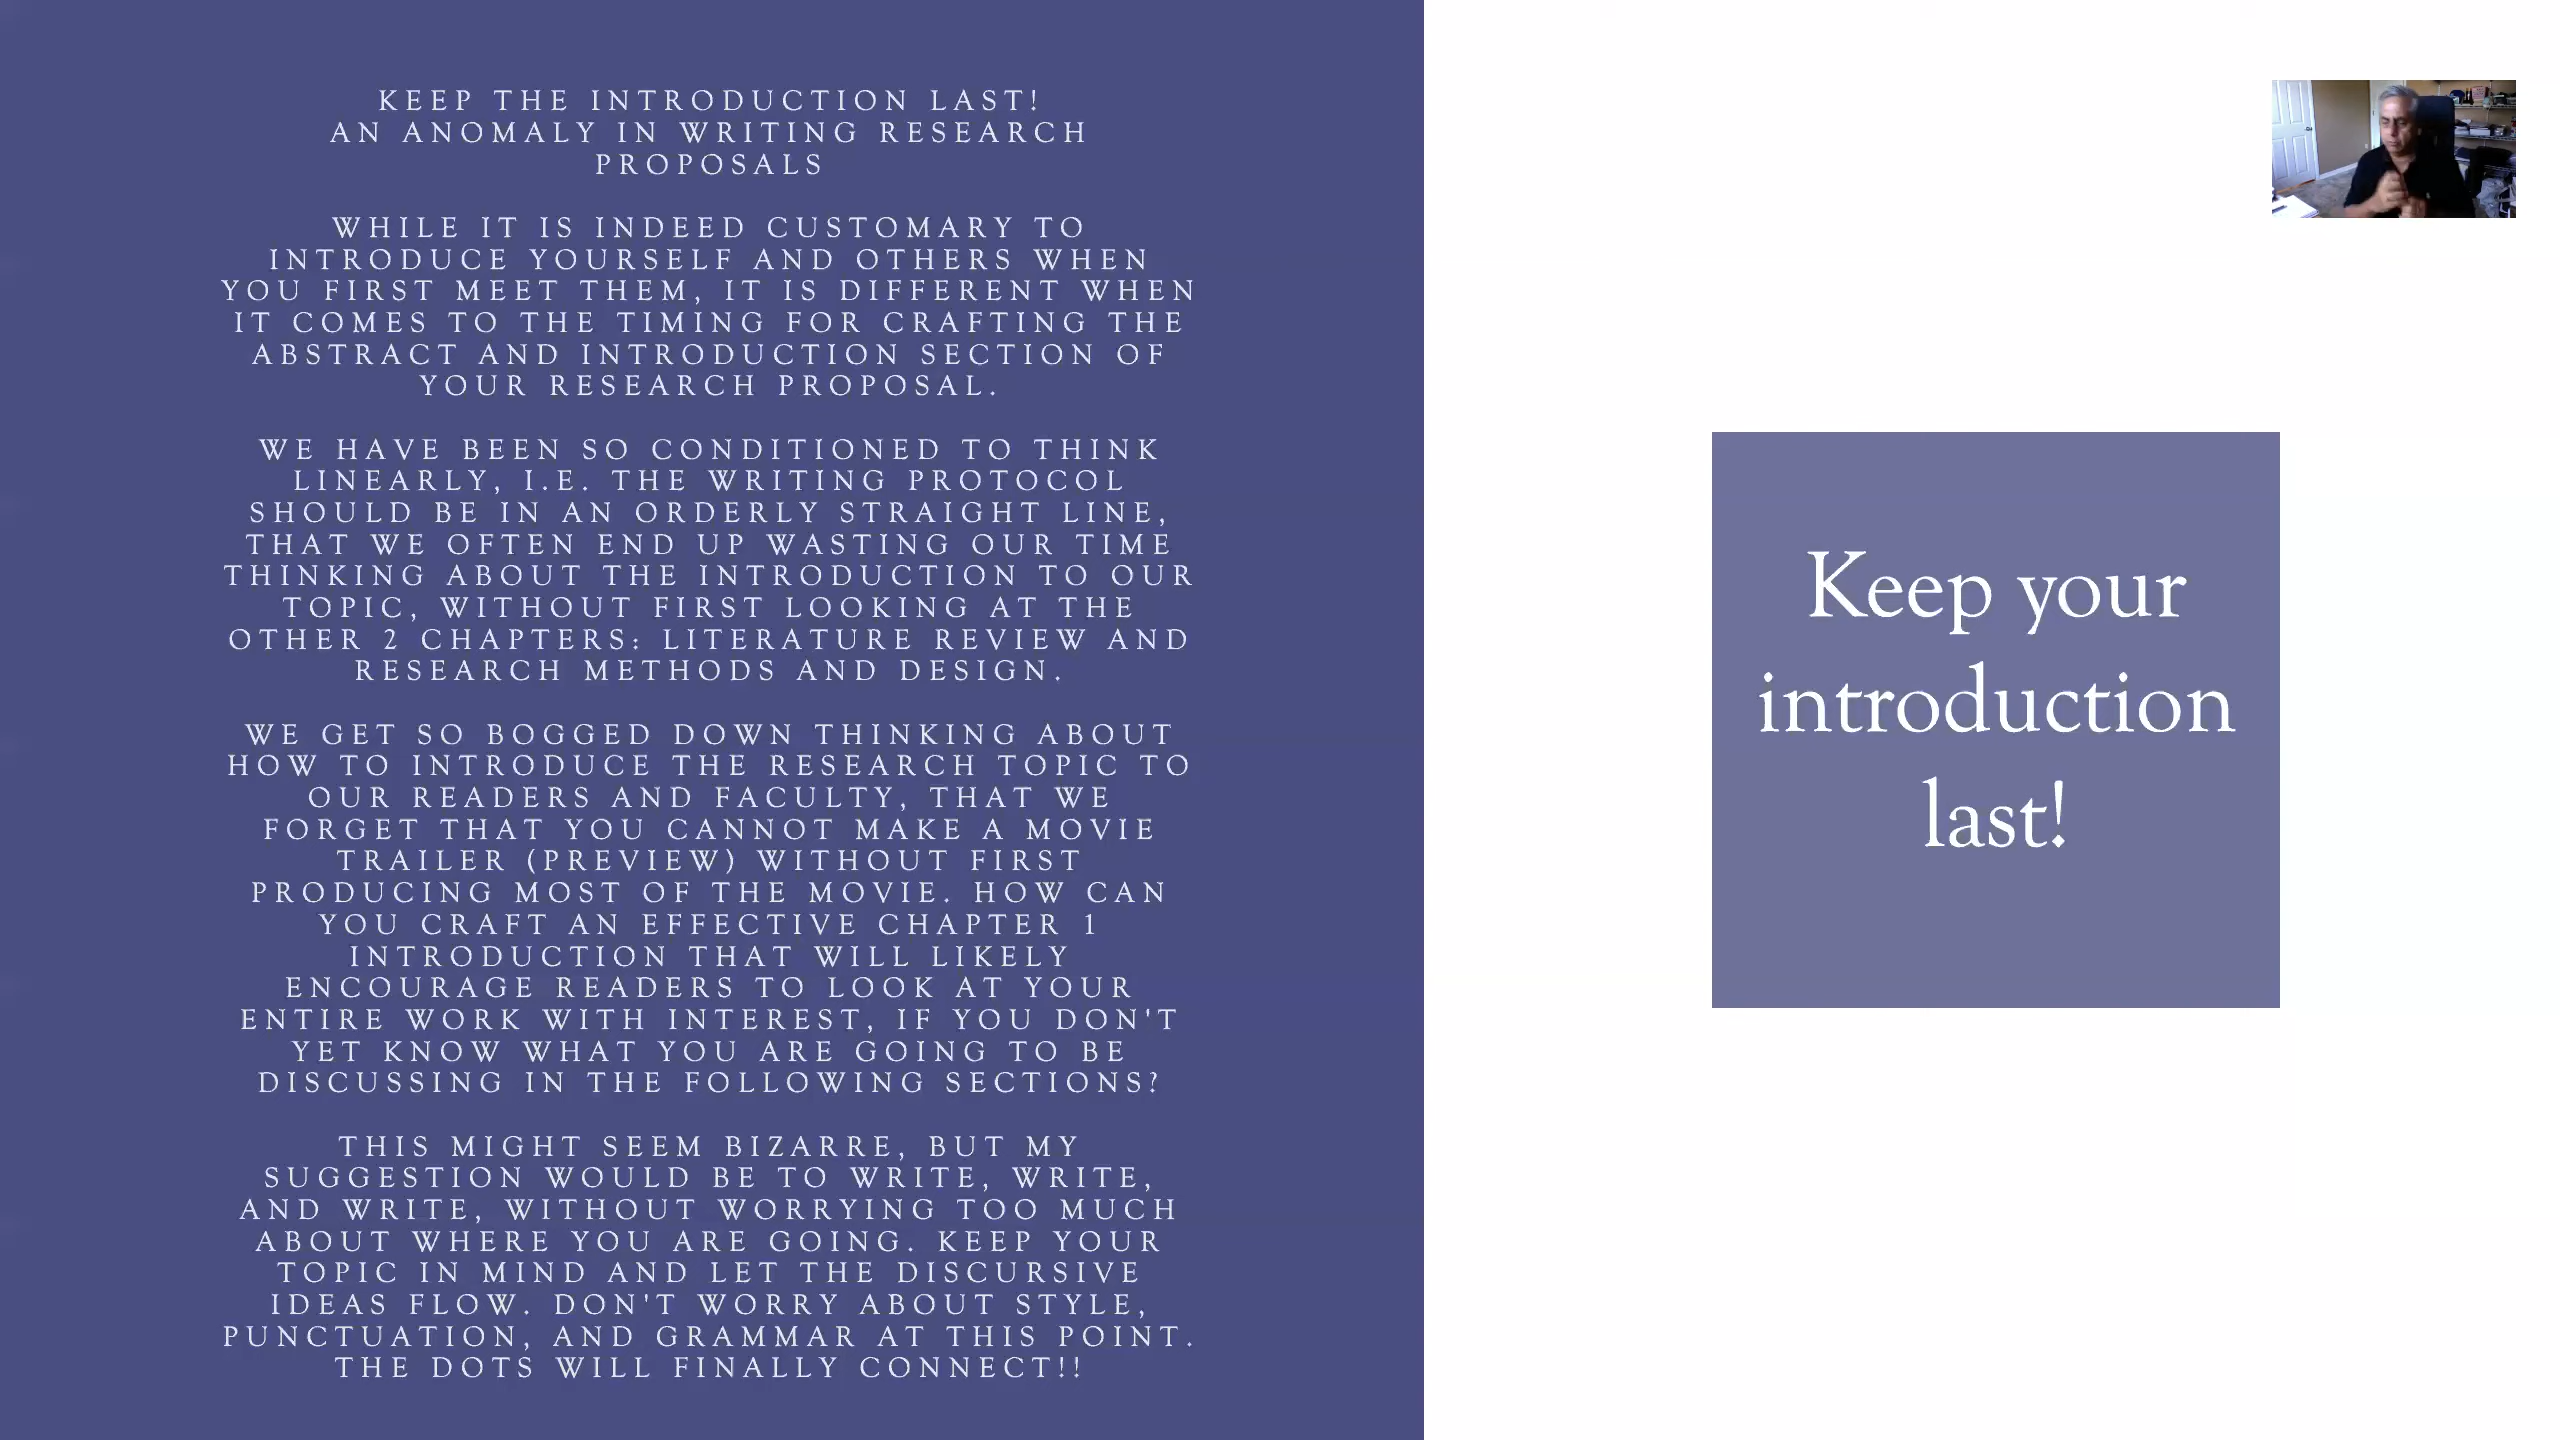 KEEP THE INTRODUCTION LAST!
AN ANOMALY IN WRITING RESEARCH
PROPOSALS
WHILE IT IS INDEED CUSTOMARY TO
INTRODUCE YOURSELF AND OTHERS WHEN
YOU FIRST MEET THEM, IT IS DIFFERENT WHEN
IT COMES TO THE TIMING FOR CRAFTING THE
ABSTRACT AND INTRODUCTION SECTION OF
YOUR RESEARCH PROPOSAL.
WE HAVE BEEN SO CONDITIONED TO THINK
LINEARLY, I.E. THE WRITING PROTOCOL
SHOULD BE IN AN ORDERLY STRAIGHT LINE,
THAT WE OFTEN END UP WASTING OUR TIME
THINKING ABOUT THE INTRODUCTION TO OUR
TOPIC, WITHOUT FIRST LOOKING AT THE
OTHER 2 CHAPTERS: LITERATURE REVIEW AND
RESEARCH METHODS AND DESIGN.
WE GET SO BOGGED DOWN THINKING ABOUT
HOW TO INTRODUCE THE RESEARCH TOPIC TO
OUR READERS AND FACULTY, THAT WE
FORGET THAT YOU CANNOT MAKE A MOVIE
TRAILER (PREVIEW) WITHOUT FIRST
PRODUCING MOST OF THE MOVIE. HOW CAN
YOU CRAFT AN EFFECTIVE CHAPTER 1
INTRODUCTION THAT WILL LIKELY
ENCOURAGE READERS TO LOOK AT YOUR
ENTIRE WORK WITH INTEREST, IF YOU DON'T
YET KNOW WHAT YOU ARE GOING TO BE
DISCUSSING IN THE FOLLOWING SECTIONS?
THIS MIGHT SEEM BIZARRE, BUT MY
SUGGESTION WOULD BE TO WRITE, WRITE,
AND WRITE, WITHOUT WORRYING TOO MUCH
ABOUT WHERE YOU ARE GOING. KEEP YOUR
TOPIC IN MIND AND LET THE DISCURSIVE
IDEAS FLOW. DON'T WORRY ABOUT STYLE,
PUNCTUATION, AND GRAMMAR AT THIS POINT.
THE DOTS WILL FINALLY CONNECT!!
Keep your
introduction
last!